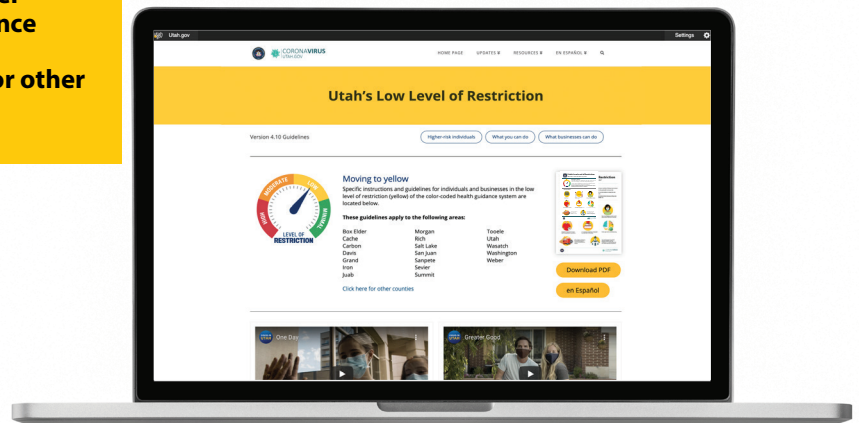 er
nce
or other
Utah.gov
Settings
CORONAVIRUS
UTAH.GOV
HOME PAGE
UPDATES
RESOURCES
EN ESPAÑOL
Utah's Low Level of Restriction
Version 4.10 Guidelines
Higher-risk individuals
What you can do
What businesses can do
HIGH
MODERATE
LOW
MINIMAL
LEVEL OF
RESTRICTION
Moving to yellow
Specific instructions and guidelines for individuals and businesses in the low
level of restriction (yellow) of the color-coded health guidance system are
located below.
These guidelines apply to the following areas:
Box Elder
Cache
Carbon
Davis
Grand
Iron
Juab
Morgan
Rich
Salt Lake
San Juan
Sanpete
Sevier
Summit
Tooele
Utah
Wasatch
Washington
Weber
Click here for other counties
Download PDF
en Español
One Day
Greater Good